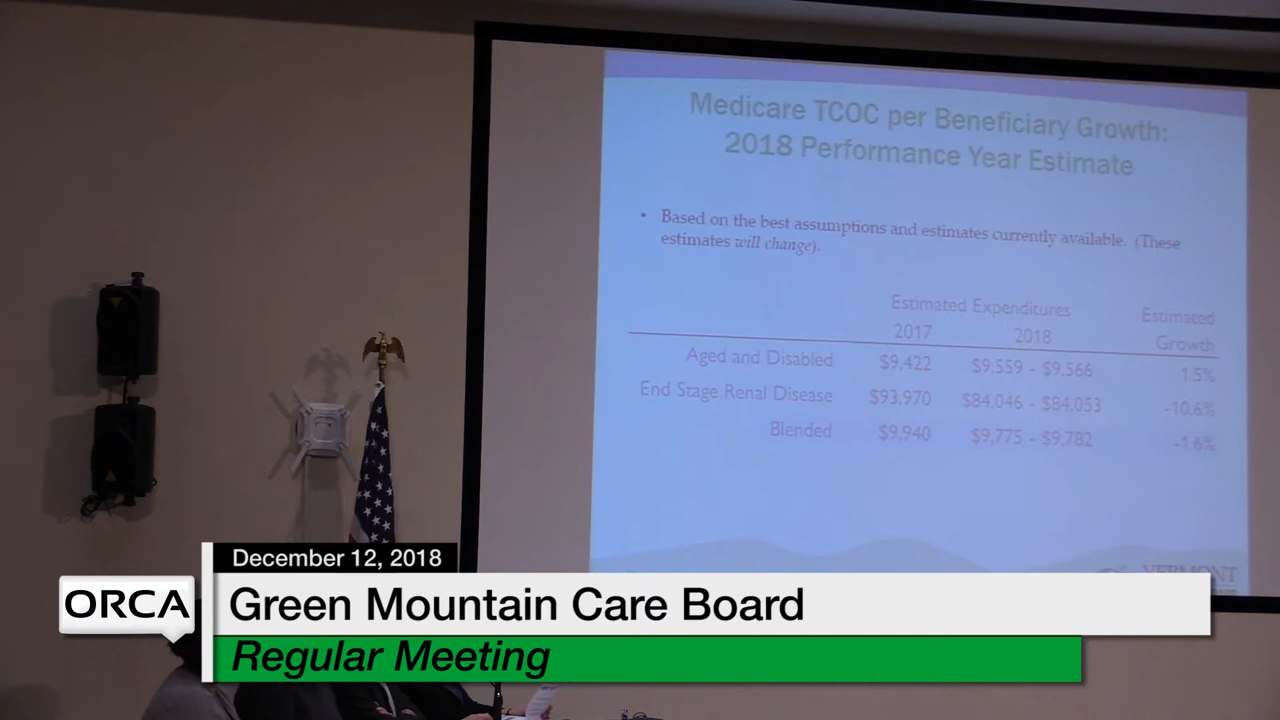 Medicare TCOC per Beneficiary Growth:
2018 Performance Year Estimate
• Based on the best assumptions and estimates currently available. (These
estimates will change).
Estimated Expenditures Estimated
2017 2018 Growth
Aged and Disabled $9,422 $9,559 - $9,566 1.5%
End Stage Renal Disease $93,970 $84,046 - $84,053 -10.6%
Blended $9,940 $9,775 - $9,782 -1.6%
VERMONT
December 12, 2018
ORCA
Green Mountain Care Board
Regular Meeting